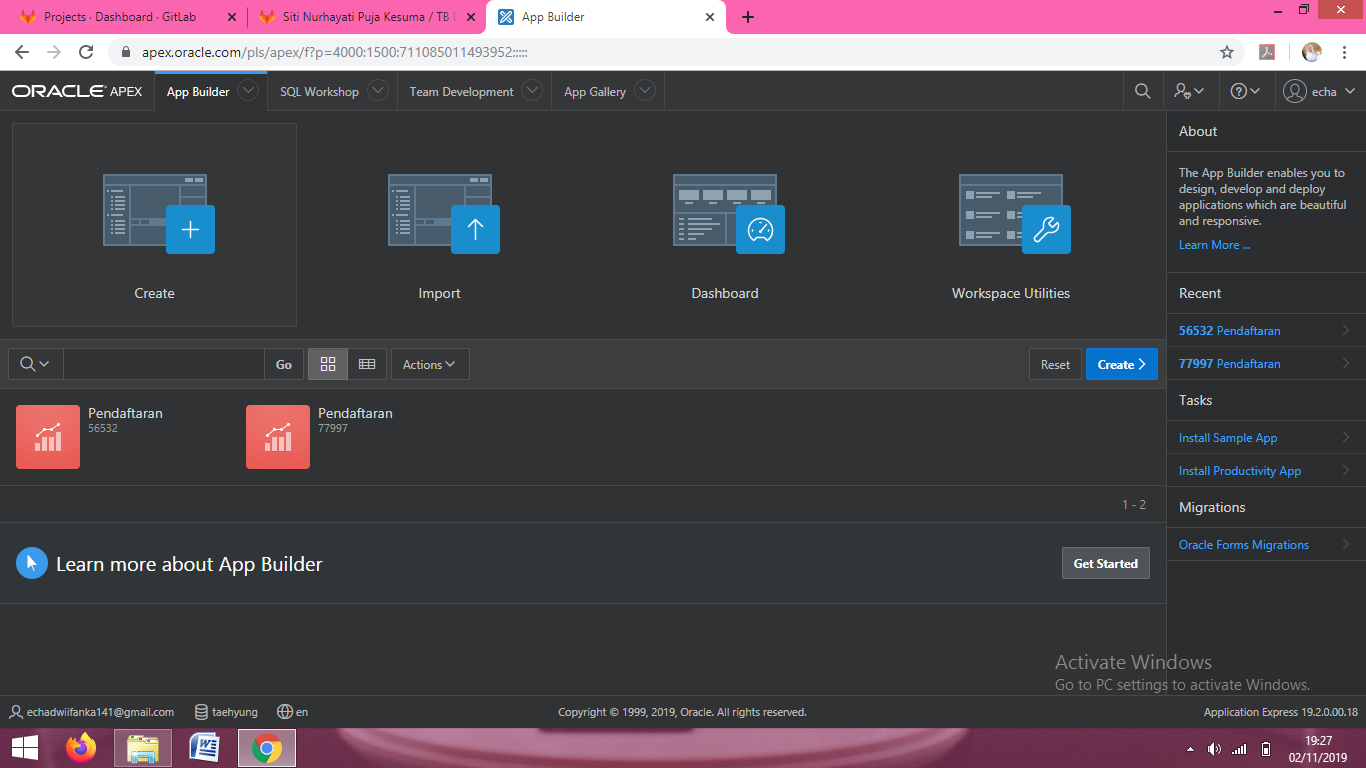 Projects · Dashboard · GitLab
Siti Nurhayati Puja Kesuma / TB
App Builder
apex.oracle.com/pls/apex/f?p=4000:1500:711085011493952:::::
ORACLE APEX
App Builder
SQL Workshop
Team Development
App Gallery
echa
Create
Import
Dashboard
Workspace Utilities
Go
Actions
Reset
Create
Pendaftaran
56532
Pendaftaran
77997
1 - 2
Learn more about App Builder
Get Started
About
The App Builder enables you to
design, develop and deploy
applications which are beautiful
and responsive.
Learn More ...
Recent
56532 Pendaftaran
77997 Pendaftaran
Tasks
Install Sample App
Install Productivity App
Migrations
Oracle Forms Migrations
Activate Windows
Go to PC settings to activate Windows.
echadwiifanka141@gmail.com
taehyung
en
Copyright © 1999, 2019, Oracle. All rights reserved.
Application Express 19.2.0.00.18
19:27
02/11/2019